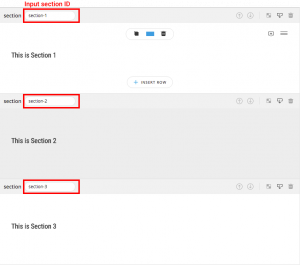 Input section ID
section section-1
This is Section 1
+ INSERT ROW
section section-2
This is Section 2
section section-3
This is Section 3